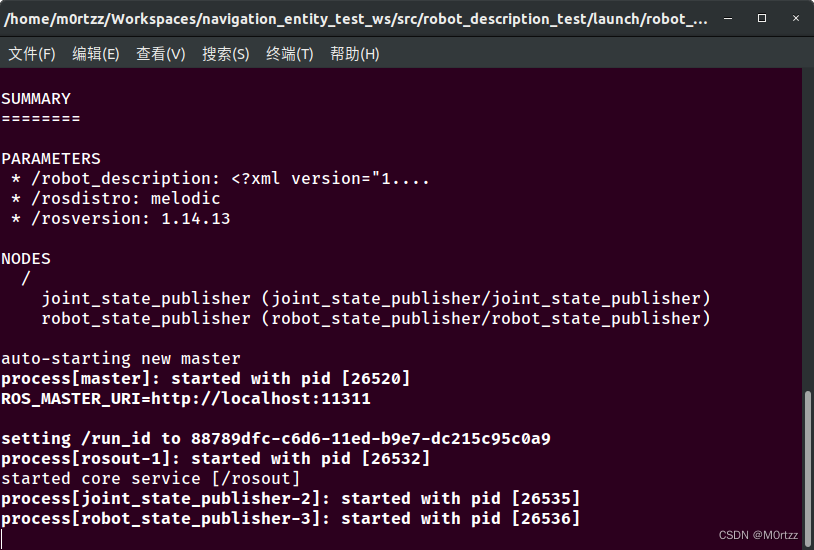 /home/m0rtzz/Workspaces/navigation_entity_test_ws/src/robot_description_test/launch/robot_...
文件(F) 编辑(E) 查看(V) 搜索(S) 终端(T) 帮助(H)
SUMMARY
========
PARAMETERS
* /robot_description: <?xml version="1....
* /rosdistro: melodic
* /rosversion: 1.14.13
NODES
/
joint_state_publisher (joint_state_publisher/joint_state_publisher)
robot_state_publisher (robot_state_publisher/robot_state_publisher)
auto-starting new master
process[master]: started with pid [26520]
ROS_MASTER_URI=http://localhost:11311
setting /run_id to 88789dfc-c6d6-11ed-b9e7-dc215c95c0a9
process[rosout-1]: started with pid [26532]
started core service [/rosout]
process[joint_state_publisher-2]: started with pid [26535]
process[robot_state_publisher-3]: started with pid [26536]
CSDN @M0rtzz